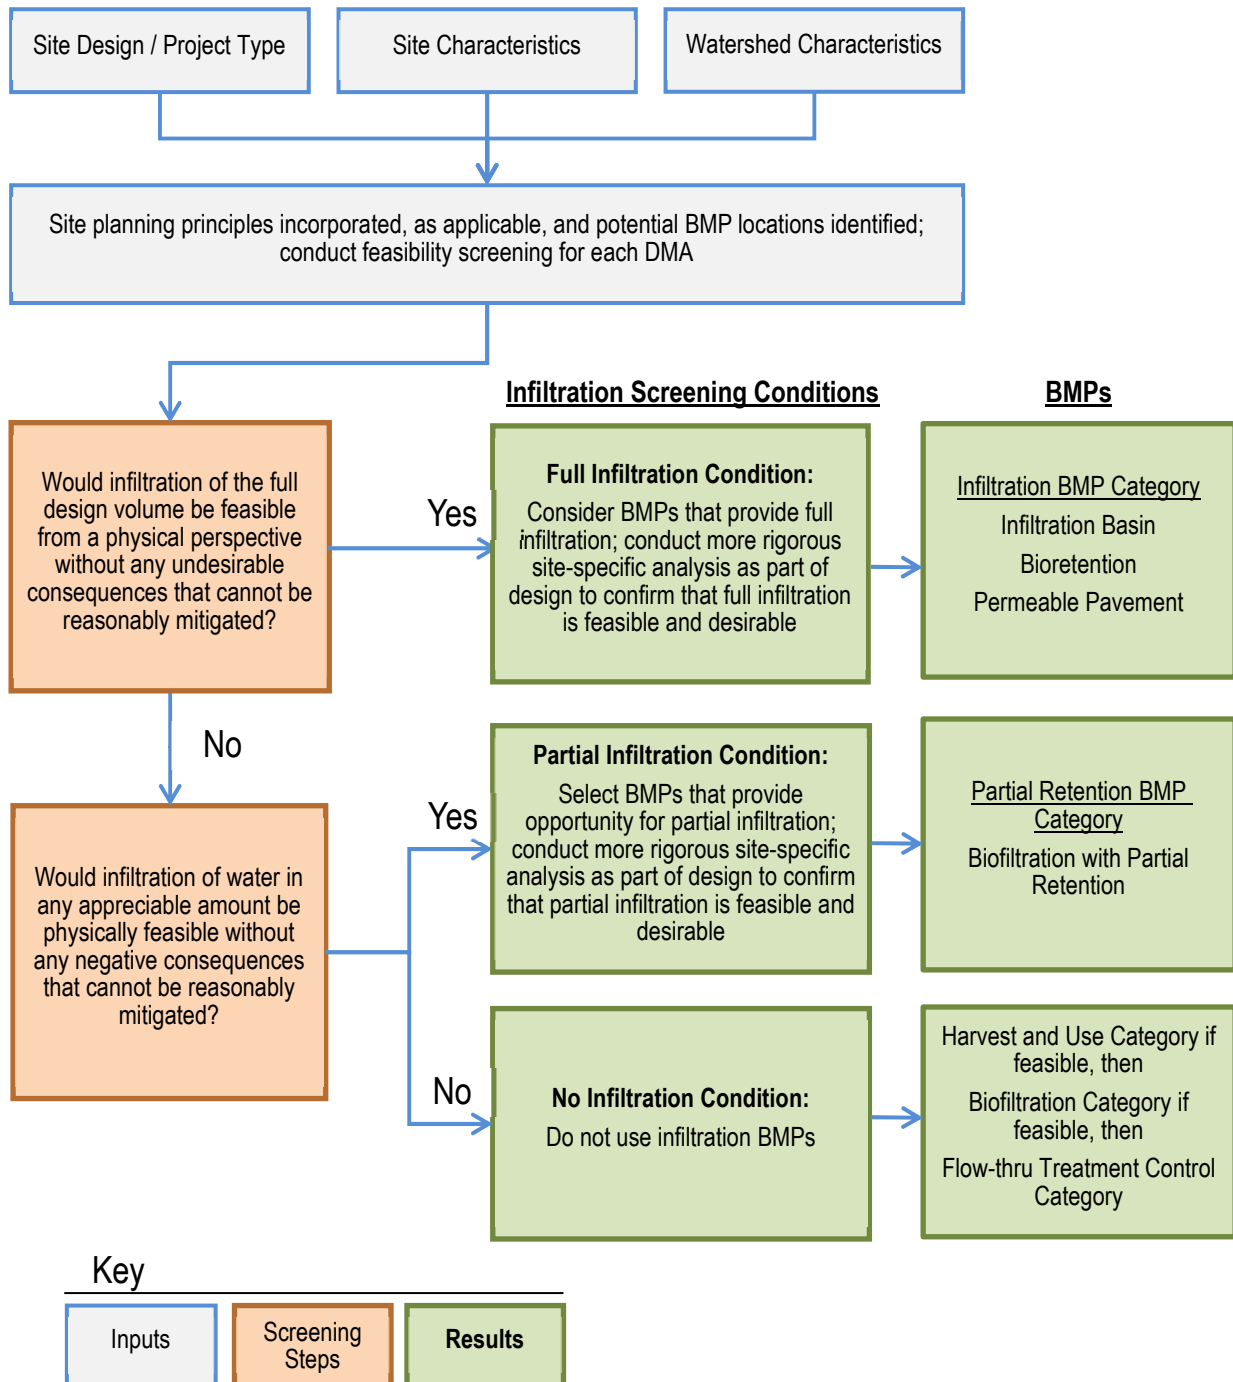 Site Design / Project Type
Site Characteristics
Watershed Characteristics
Site planning principles incorporated, as applicable, and potential BMP locations identified;
conduct feasibility screening for each DMA
Infiltration Screening Conditions
BMPs
Would infiltration of the full
design volume be feasible
from a physical perspective
without any undesirable
consequences that cannot be
reasonably mitigated?
Yes
Full Infiltration Condition:
Consider BMPs that provide full
infiltration; conduct more rigorous
site-specific analysis as part of
design to confirm that full infiltration
is feasible and desirable
Infiltration BMP Category
Infiltration Basin
Bioretention
Permeable Pavement
No
Would infiltration of water in
any appreciable amount be
physically feasible without
any negative consequences
that cannot be reasonably
mitigated?
Yes
Partial Infiltration Condition:
Select BMPs that provide
opportunity for partial infiltration;
conduct more rigorous site-specific
analysis as part of design to confirm
that partial infiltration is feasible and
desirable
Partial Retention BMP
Category
Biofiltration with Partial
Retention
No
No Infiltration Condition:
Do not use infiltration BMPs
Harvest and Use Category if
feasible, then
Biofiltration Category if
feasible, then
Flow-thru Treatment Control
Category
Key
Inputs
Screening
Steps
Results